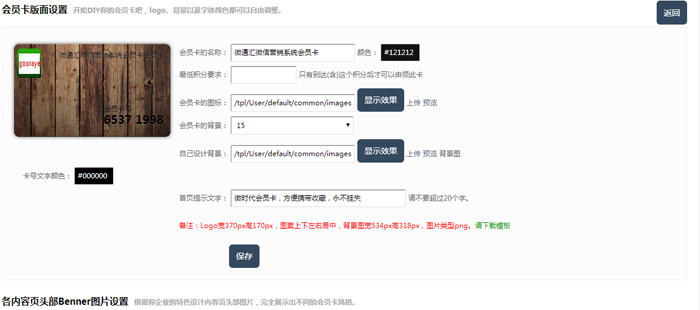 会员卡版面设置 开始DIY你的会员卡吧，logo、背景以及字体颜色都可以自由调整。 返回
gooraye 微通汇微信营销系统会员卡
会员卡号
6537 1998
卡号文字颜色： #000000
会员卡的名称： 微通汇微信营销系统会员卡 颜色： #121212
最低积分要求： 只有到达(含)这个积分后才可以申领此卡
会员卡的图标： /tpl/User/default/common/images 显示效果 上传 预览
会员卡的背景： 15
自己设计背景： /tpl/User/default/common/images 显示效果 上传 预览 背景图
首页提示文字： 微时代会员卡，方便携带收藏，永不挂失 请不要超过20个字。
备注：Logo宽370px高170px，图案上下左右居中，背景图宽534px高318px，图片类型png。请下载模板
保存
各内容页头部Benner图片设置 根据你企业的特色设计内容页头部图片，完全展示出不同的会员卡风格。